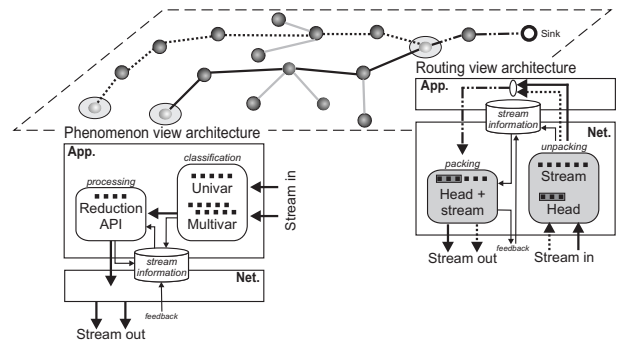 Sink
Routing view architecture
App.
stream
information
Net.
packing
unpacking
Head +
stream
Stream
Head
feedback
Stream out
Stream in
Phenomenon view architecture
App.
classification
processing
Univar
Reduction
API
Multivar
Stream in
stream
information
Net.
feedback
Stream out